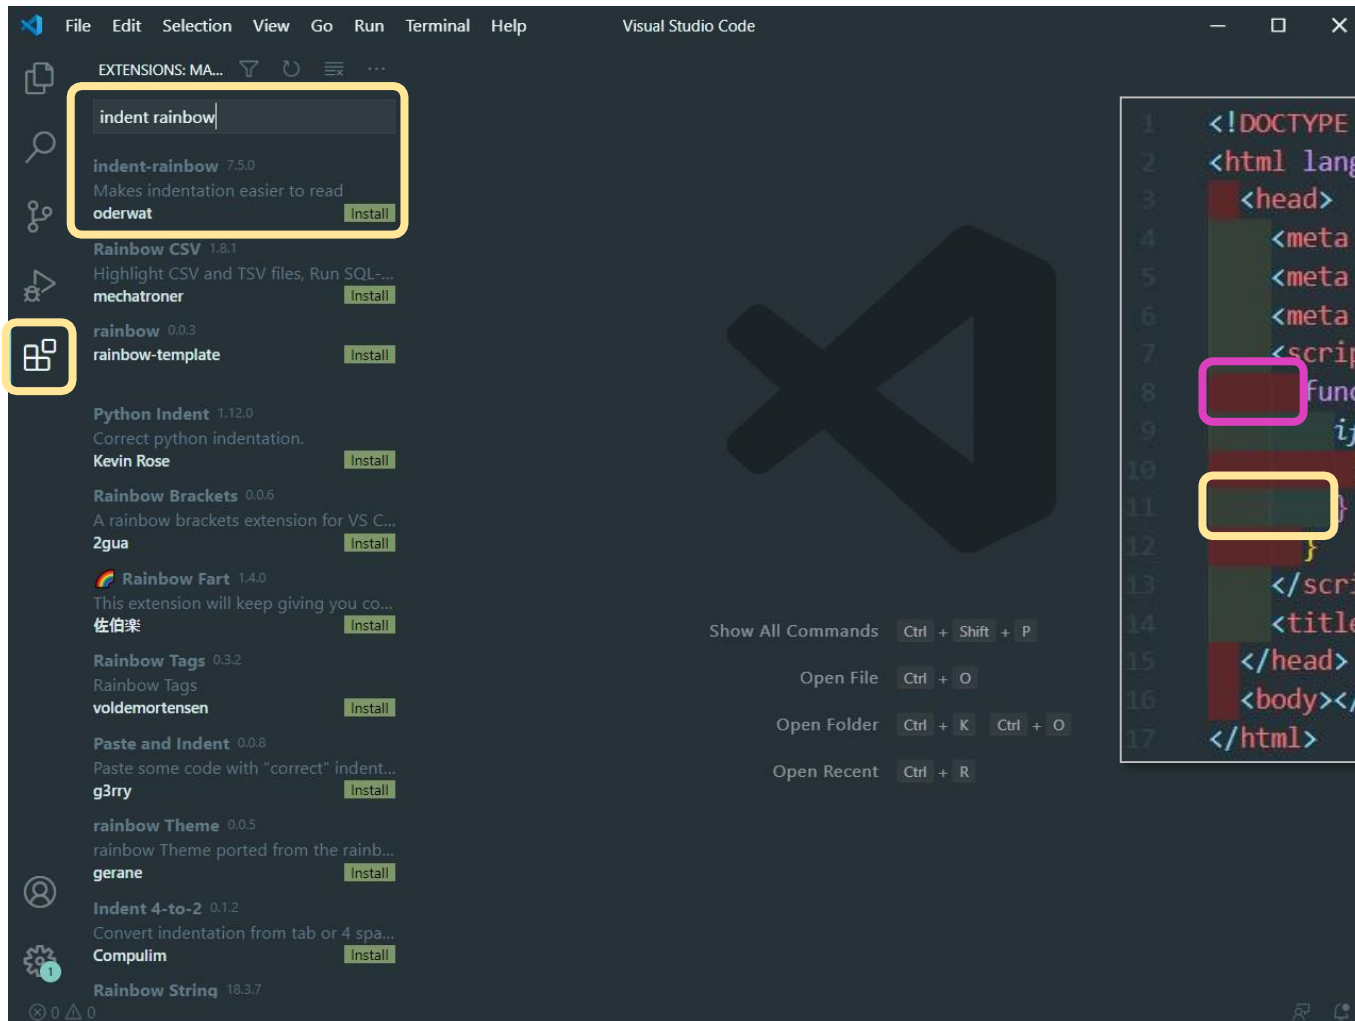 File Edit Selection View Go Run Terminal Help Visual Studio Code
EXTENSIONS: MA...
indent rainbow
indent-rainbow 7.5.0
Makes indentation easier to read
oderwat Install
Rainbow CSV 1.8.1
Highlight CSV and TSV files, Run SQL-...
mechatroner Install
rainbow 0.0.3
rainbow-template Install
Python Indent 1.12.0
Correct python indentation.
Kevin Rose Install
Rainbow Brackets 0.0.6
A rainbow brackets extension for VS C...
2gua Install
Rainbow Fart 1.4.0
This extension will keep giving you co...
佐伯楽 Install
Rainbow Tags 0.3.2
Rainbow Tags
voldemortensen Install
Paste and Indent 0.0.8
Paste some code with "correct" indent...
g3rry Install
rainbow Theme 0.0.5
rainbow Theme ported from the rainb...
gerane Install
Indent 4-to-2 0.1.2
Convert indentation from tab or 4 spa...
Compulim Install
Rainbow String 18.3.7
1
0 0
Show All Commands Ctrl + Shift + P
Open File Ctrl + O
Open Folder Ctrl + K Ctrl + O
Open Recent Ctrl + R
1 <!DOCTYPE
2 <html lang
3 <head>
4 <meta
5 <meta
6 <meta
7 <scrip
8 func
9 if
10
11 }
12 }
13 </scri
14 <title
15 </head>
16 <body></
17 </html>